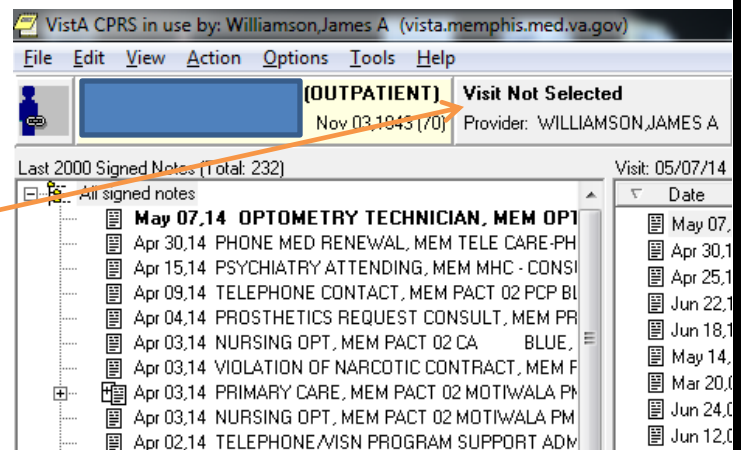 VistA CPRS in use by: Williamson,James A (vista.memphis.med.va.gov)
File Edit View Action Options Tools Help
(OUTPATIENT) Visit Not Selected
Nov 03,1943 (70) Provider: WILLIAMSON,JAMES A
Last 2000 Signed Notes (Total: 232) Visit: 05/07/14
All signed notes Date
May 07,14 OPTOMETRY TECHNICIAN, MEM OPT
May 07,
Apr 30,14 PHONE MED RENEWAL, MEM TELE CARE-PH
Apr 30,1
Apr 15,14 PSYCHIATRY ATTENDING, MEM MHC - CONSI
Apr 25,1
Apr 09,14 TELEPHONE CONTACT, MEM PACT 02 PCP BL
Jun 22,1
Apr 04,14 PROSTHETICS REQUEST CONSULT, MEM PR
Jun 18,1
Apr 03,14 NURSING OPT, MEM PACT 02 CA BLUE,
May 14,
Apr 03,14 VIOLATION OF NARCOTIC CONTRACT, MEM F
Mar 20,0
Apr 03,14 PRIMARY CARE, MEM PACT 02 MOTIWALA PM
Jun 24,0
Apr 03,14 NURSING OPT, MEM PACT 02 MOTIWALA PM
Jun 12,0
Apr 02,14 TELEPHONE/VISN PROGRAM SUPPORT ADM